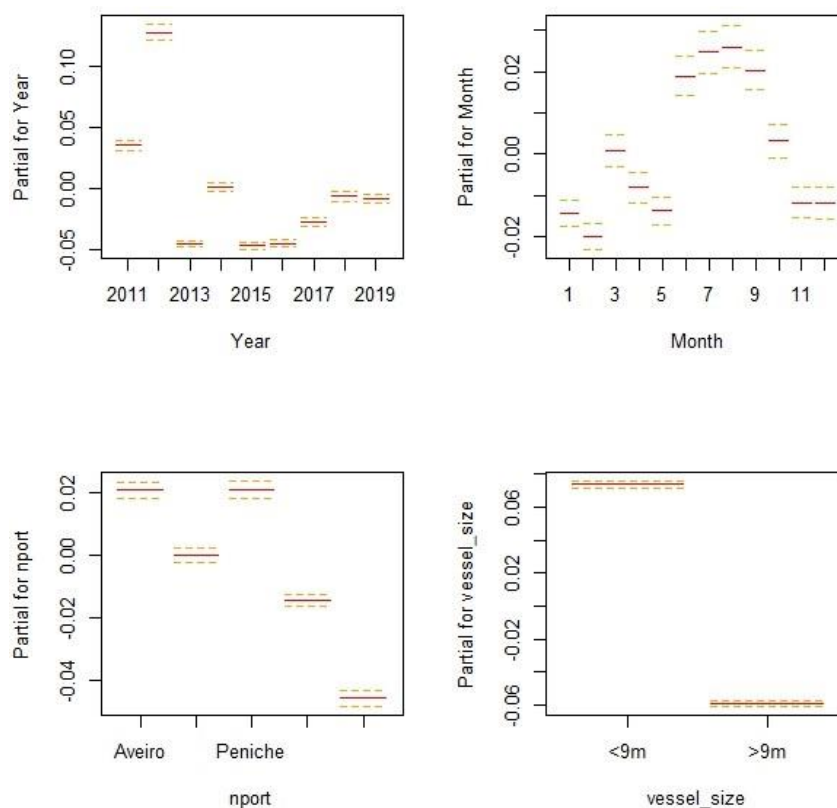 Partial for Year
0.10
0.05
0.00
-0.05
2011 2013 2015 2017 2019
Year
Partial for Month
0.02
0.00
-0.02
1 3 5 7 9 11
Month
Partial for nport
0.02
0.00
-0.02
-0.04
Aveiro Peniche
nport
Partial for vessel_size
0.06
0.02
-0.02
-0.06
<9m >9m
vessel_size